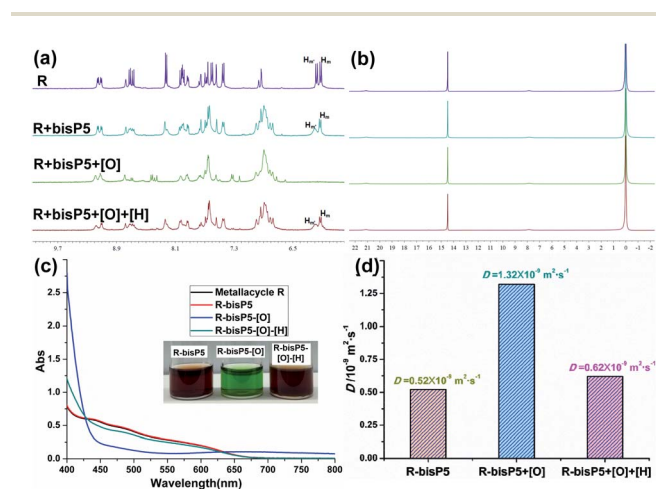 (a)
R
Hm' Hm
R+bisP5
Hm' Hm
R+bisP5+[O]
R+bisP5+[O]+[H]
Hm' Hm
9.7 8.9 8.1 7.3 6.5
(b)
22 21 20 19 18 17 16 15 14 13 12 11 10 9 8 7 6 5 4 3 2 1 0 -1 -2
(c)
Abs
2.5
2.0
1.5
1.0
0.5
0.0
Metallacycle R
R-bisP5
R-bisP5-[O]
R-bisP5-[O]-[H]
R-bisP5 R-bisP5-[O] R-bisP5-
[O]-[H]
400 450 500 550 600 650 700 750 800
Wavelength(nm)
(d)
D /10⁻⁹ m²·s⁻¹
1.25
1.00
0.75
0.50
0.25
0.00
D=1.32X10⁻⁹ m²·s⁻¹
D=0.52X10⁻⁹ m²·s⁻¹
D=0.62X10⁻⁹ m³·s⁻¹
R-bisP5 R-bisP5+[O] R-bisP5+[O]+[H]